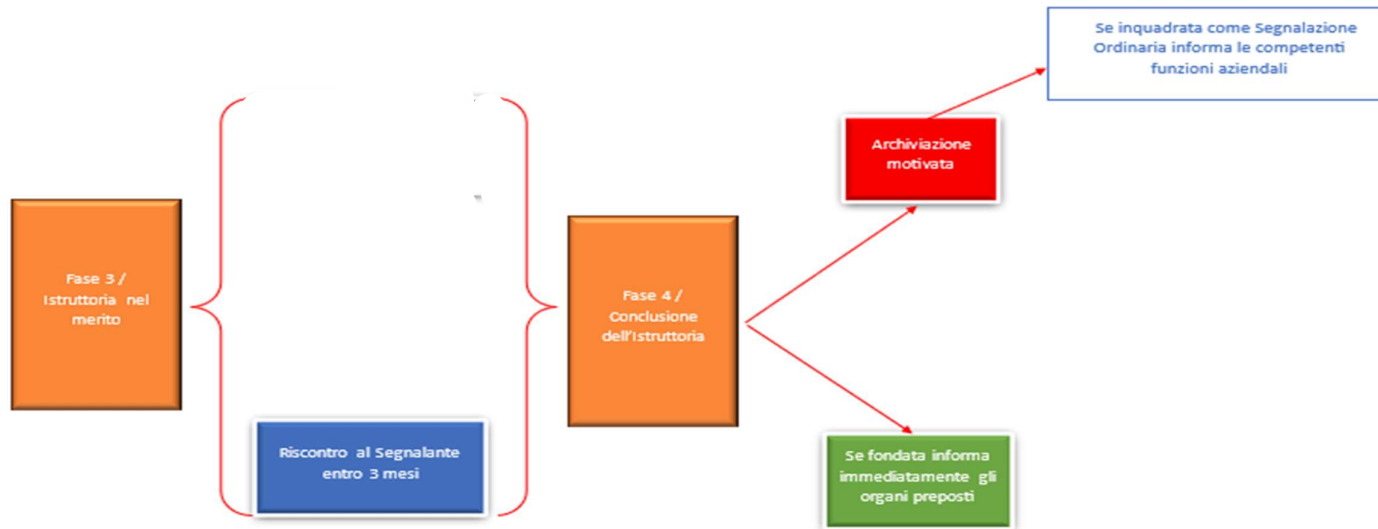 Se inquadrata come Segnalazione
Ordinaria informa le competenti
funzioni aziendali
Archiviazione
motivata
Fase 3 /
Istruttoria nel
merito
Fase 4 /
Conclusione
dell'Istruttoria
Riscontro al Segnalante
entro 3 mesi
Se fondata informa
immediatamente gli
organi preposti